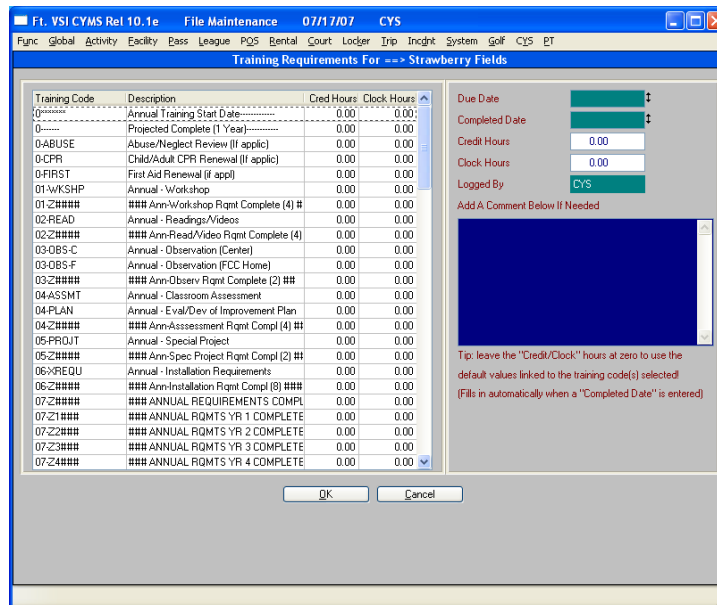 Ft. VSI CYMS Rel 10.1e File Maintenance 07/17/07 CYS
Func Global Activity Facility Pass League POS Rental Court Locker Trip Incdnt System Golf CYS PT
Training Requirements For ==> Strawberry Fields
Training Code Description Cred Hours Clock Hours
0******* Annual Training Start Date------------- 0.00 0.00
0------- Projected Complete (1 Year)------------ 0.00 0.00
0-ABUSE Abuse/Neglect Review (If applic) 0.00 0.00
0-CPR Child/Adult CPR Renewal (If applic) 0.00 0.00
0-FIRST First Aid Renewal (if appl) 0.00 0.00
01-WKSHP Annual - Workshop 0.00 0.00
01-Z#### ### Ann-Workshop Rqmt Complete (4) # 0.00 0.00
02-READ Annual - Readings/Videos 0.00 0.00
02-Z#### ### Ann-Read/Video Rqmt Complete (4) 0.00 0.00
03-OBS-C Annual - Observation (Center) 0.00 0.00
03-OBS-F Annual - Observation (FCC Home) 0.00 0.00
03-Z#### ### Ann-Observ Rqmt Complete (2) ## 0.00 0.00
04-ASSMT Annual - Classroom Assessment 0.00 0.00
04-PLAN Annual - Eval/Dev of Improvement Plan 0.00 0.00
04-Z#### ### Ann-Asssessment Rqmt Compl (4) ## 0.00 0.00
05-PROJT Annual - Special Project 0.00 0.00
05-Z#### ### Ann-Spec Project Rqmt Compl (2) ## 0.00 0.00
06-XREQU Annual - Installation Requirements 0.00 0.00
06-Z#### ### Ann-Installation Rqmt Compl (8) #### 0.00 0.00
07-Z#### ### ANNUAL REQUIREMENTS COMPL 0.00 0.00
07-Z1### ### ANNUAL RQMTS YR 1 COMPLETE 0.00 0.00
07-Z2### ### ANNUAL RQMTS YR 2 COMPLETE 0.00 0.00
07-Z3### ### ANNUAL RQMTS YR 3 COMPLETE 0.00 0.00
07-Z4### ### ANNUAL RQMTS YR 4 COMPLETE 0.00 0.00
Due Date
Completed Date
Credit Hours 0.00
Clock Hours 0.00
Logged By CYS
Add A Comment Below If Needed
Tip: leave the "Credit/Clock" hours at zero to use the
default values linked to the training code(s) selected!
(Fills in automatically when a "Completed Date" is entered)
OK Cancel